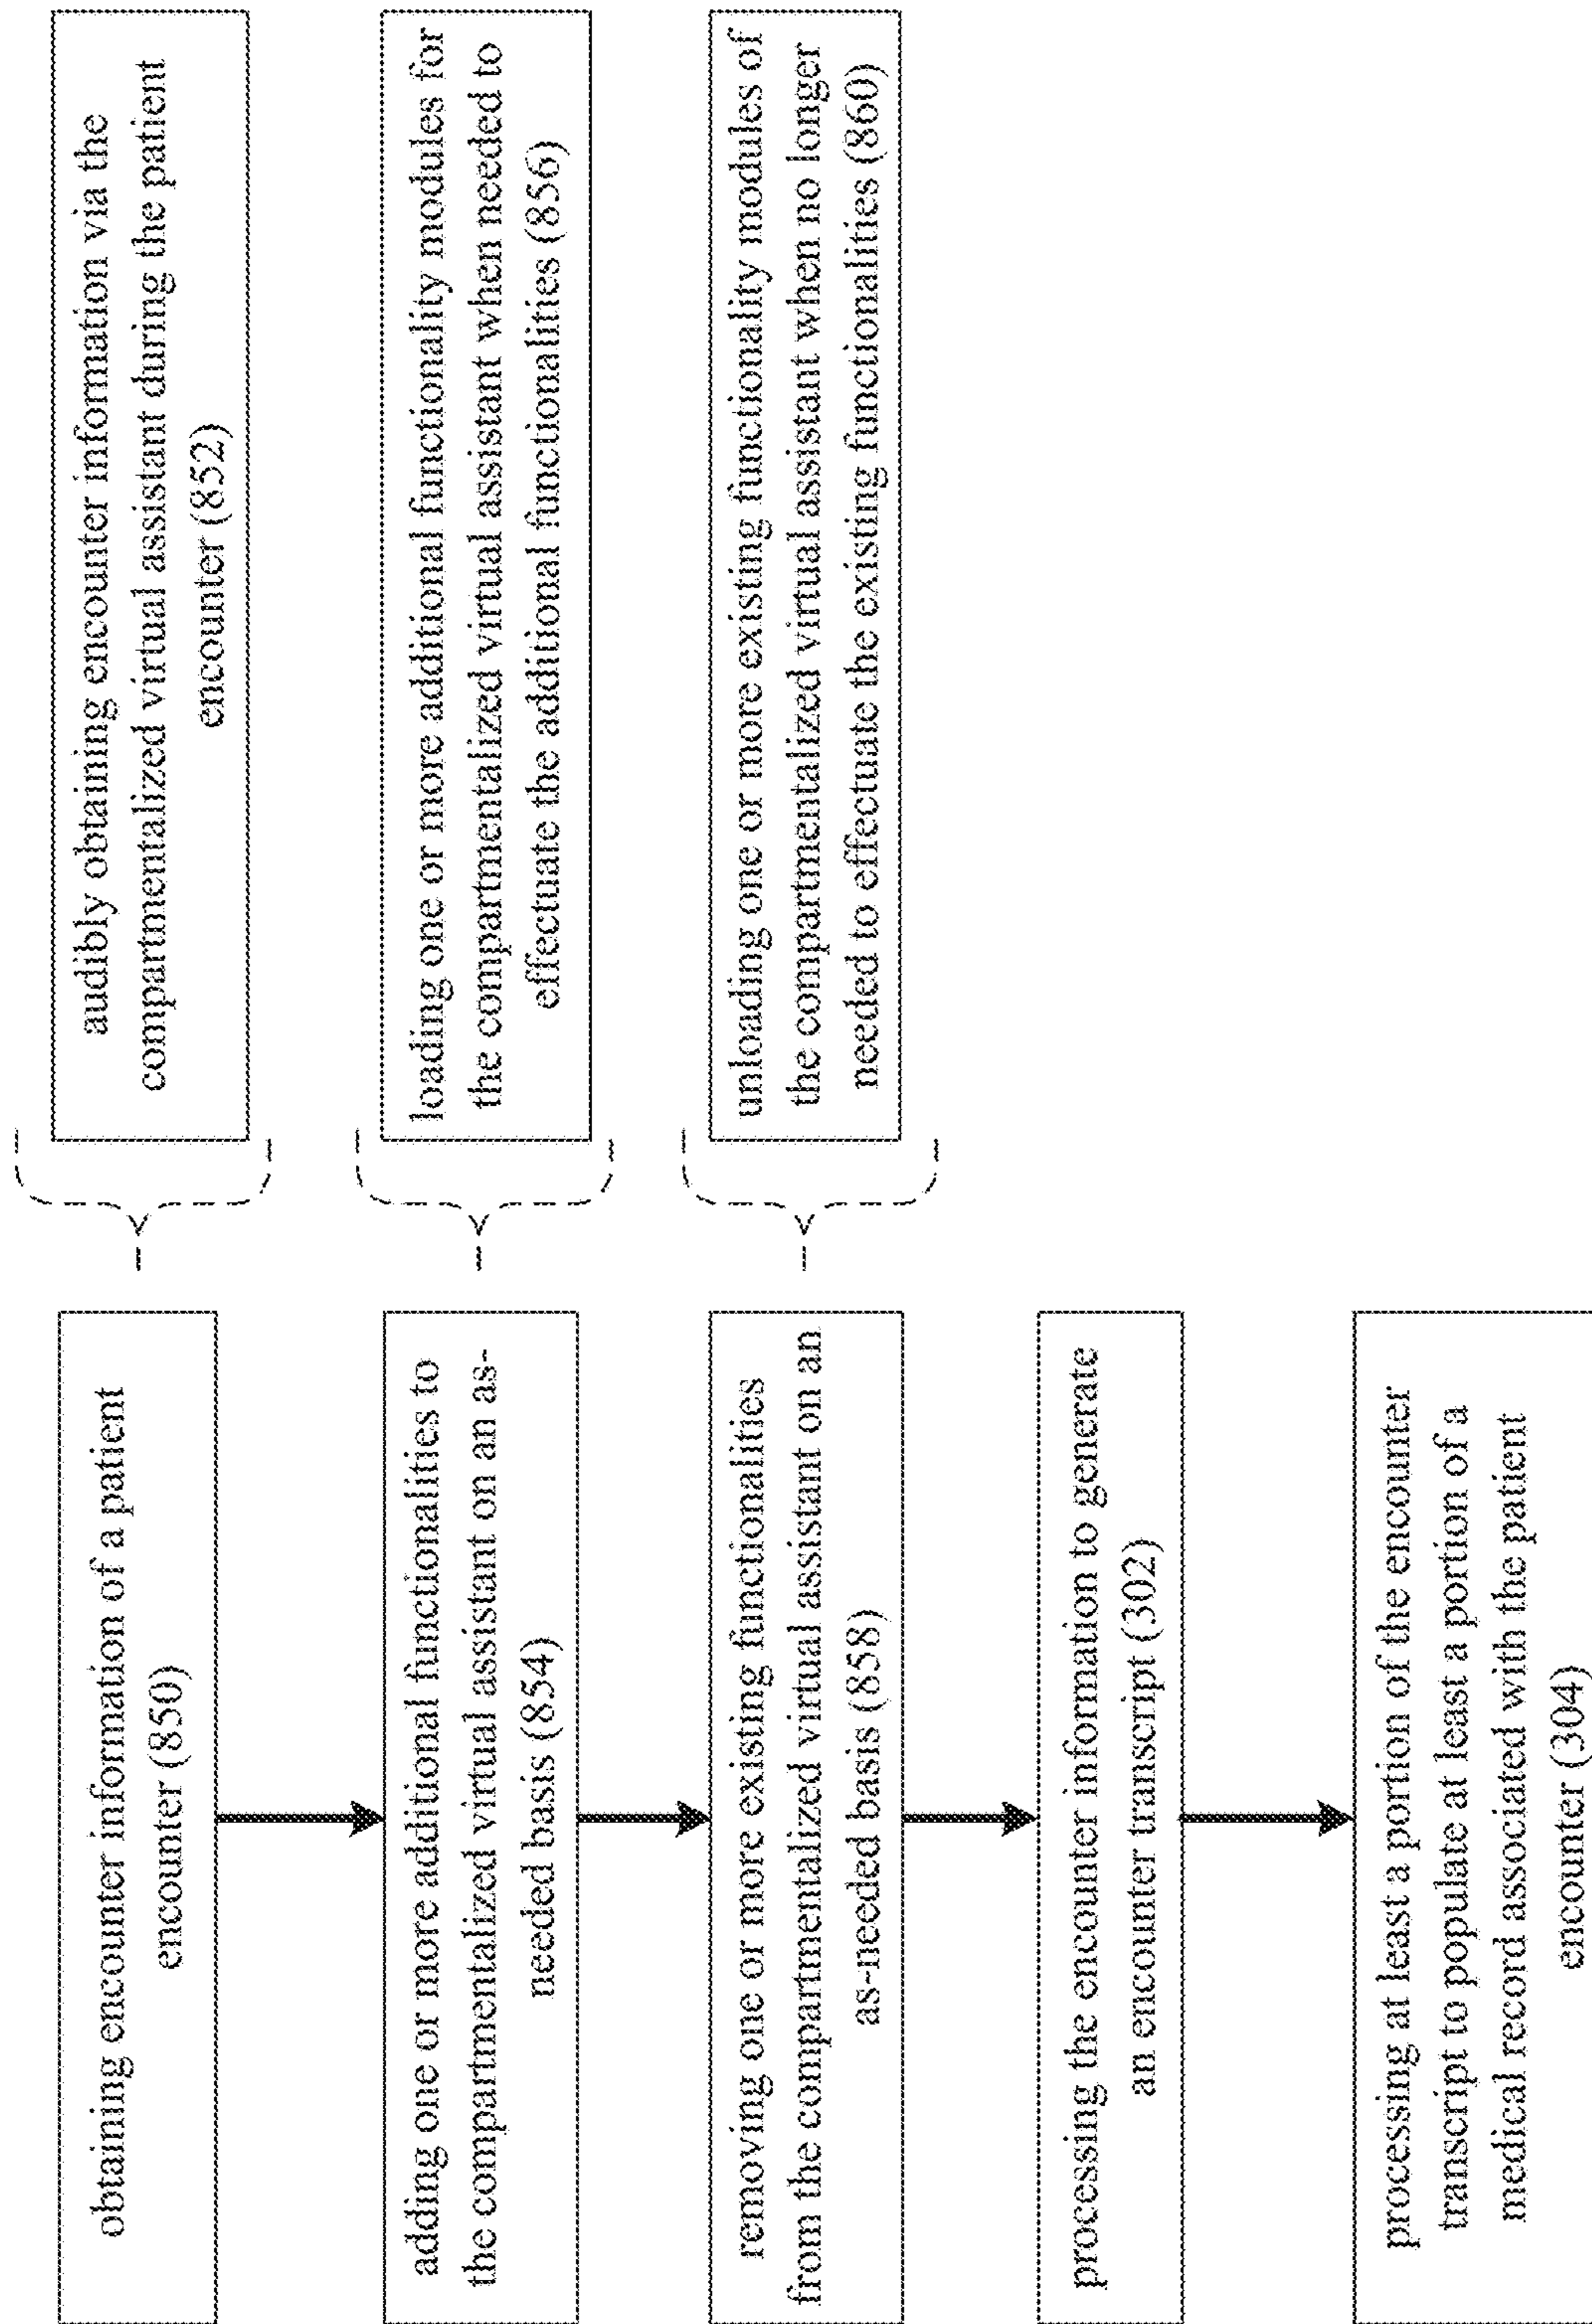 obtaining encounter information of a patient
encounter (850)
audibly obtaining encounter information via the
compartmentalized virtual assistant during the patient
encounter (852)
adding one or more additional functionalities to
the compartmentalized virtual assistant on an as-
needed basis (854)
loading one or more additional functionality modules for
the compartmentalized virtual assistant when needed to
effectuate the additional functionalities (856)
removing one or more existing functionalities
from the compartmentalized virtual assistant on an
as-needed basis (858)
unloading one or more existing functionality modules of
the compartmentalized virtual assistant when no longer
needed to effectuate the existing functionalities (860)
processing the encounter information to generate
an encounter transcript (302)
processing at least a portion of the encounter
transcript to populate at least a portion of a
medical record associated with the patient
encounter (304)